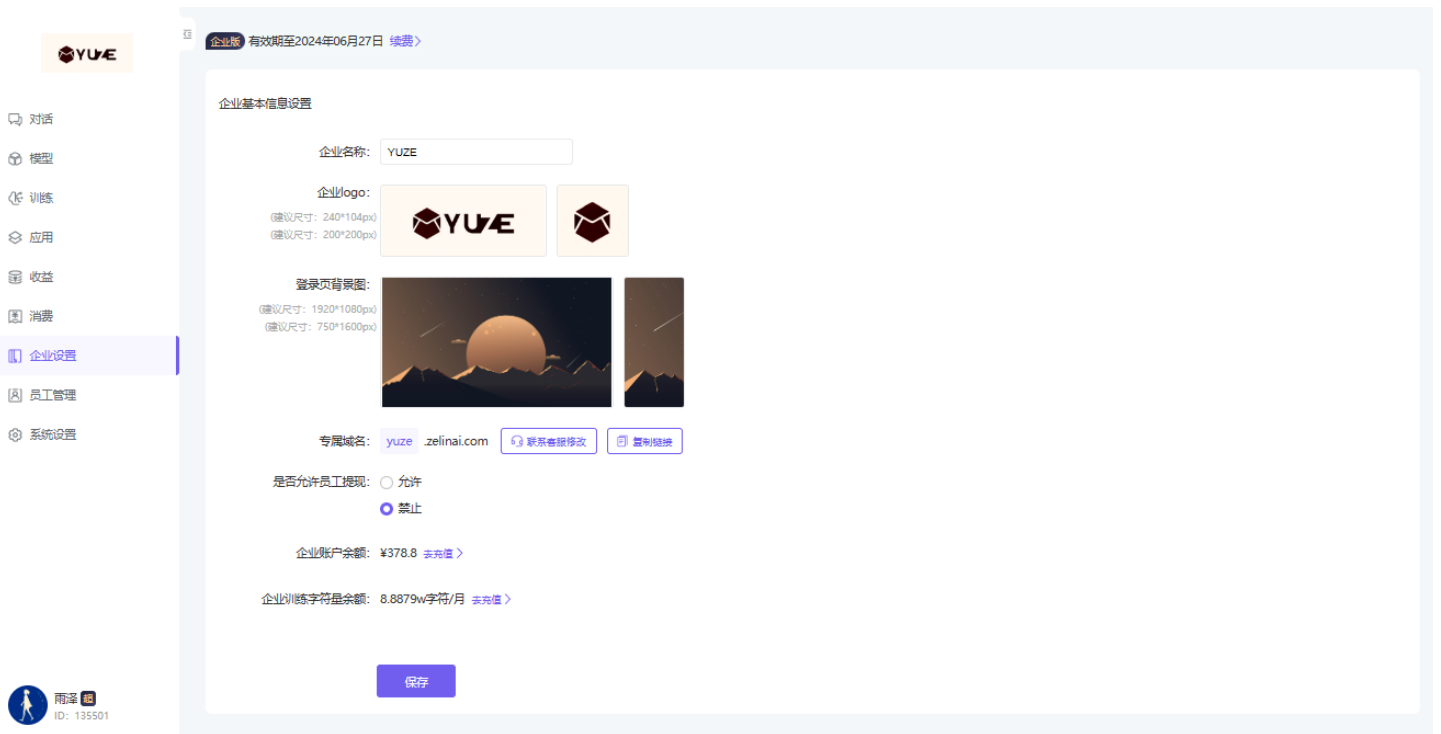 YUZE
企业版 有效期至2024年06月27日 续费
对话
模型
训练
应用
收益
消费
企业设置
员工管理
系统设置
雨泽 超
ID: 135501
企业基本信息设置
企业名称: YUZE
企业logo:
(建议尺寸: 240*104px)
(建议尺寸: 200*200px)
YUZE
登录页背景图:
(建议尺寸: 1920*1080px)
(建议尺寸: 750*1600px)
专属域名: yuze .zelinai.com 联系客服修改 复制链接
是否允许员工提现: 允许
禁止
企业账户余额: ¥378.8 去充值
企业训练字符量余额: 8.8879w字符/月 去充值
保存